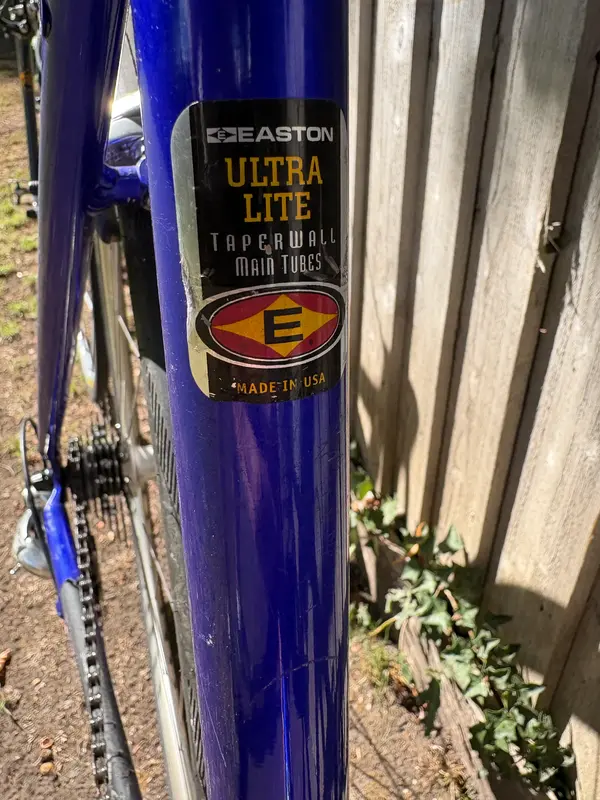 E EASTON
ULTRA
LITE
TAPERWALL
MAIN TUBES
E
MADE IN USA